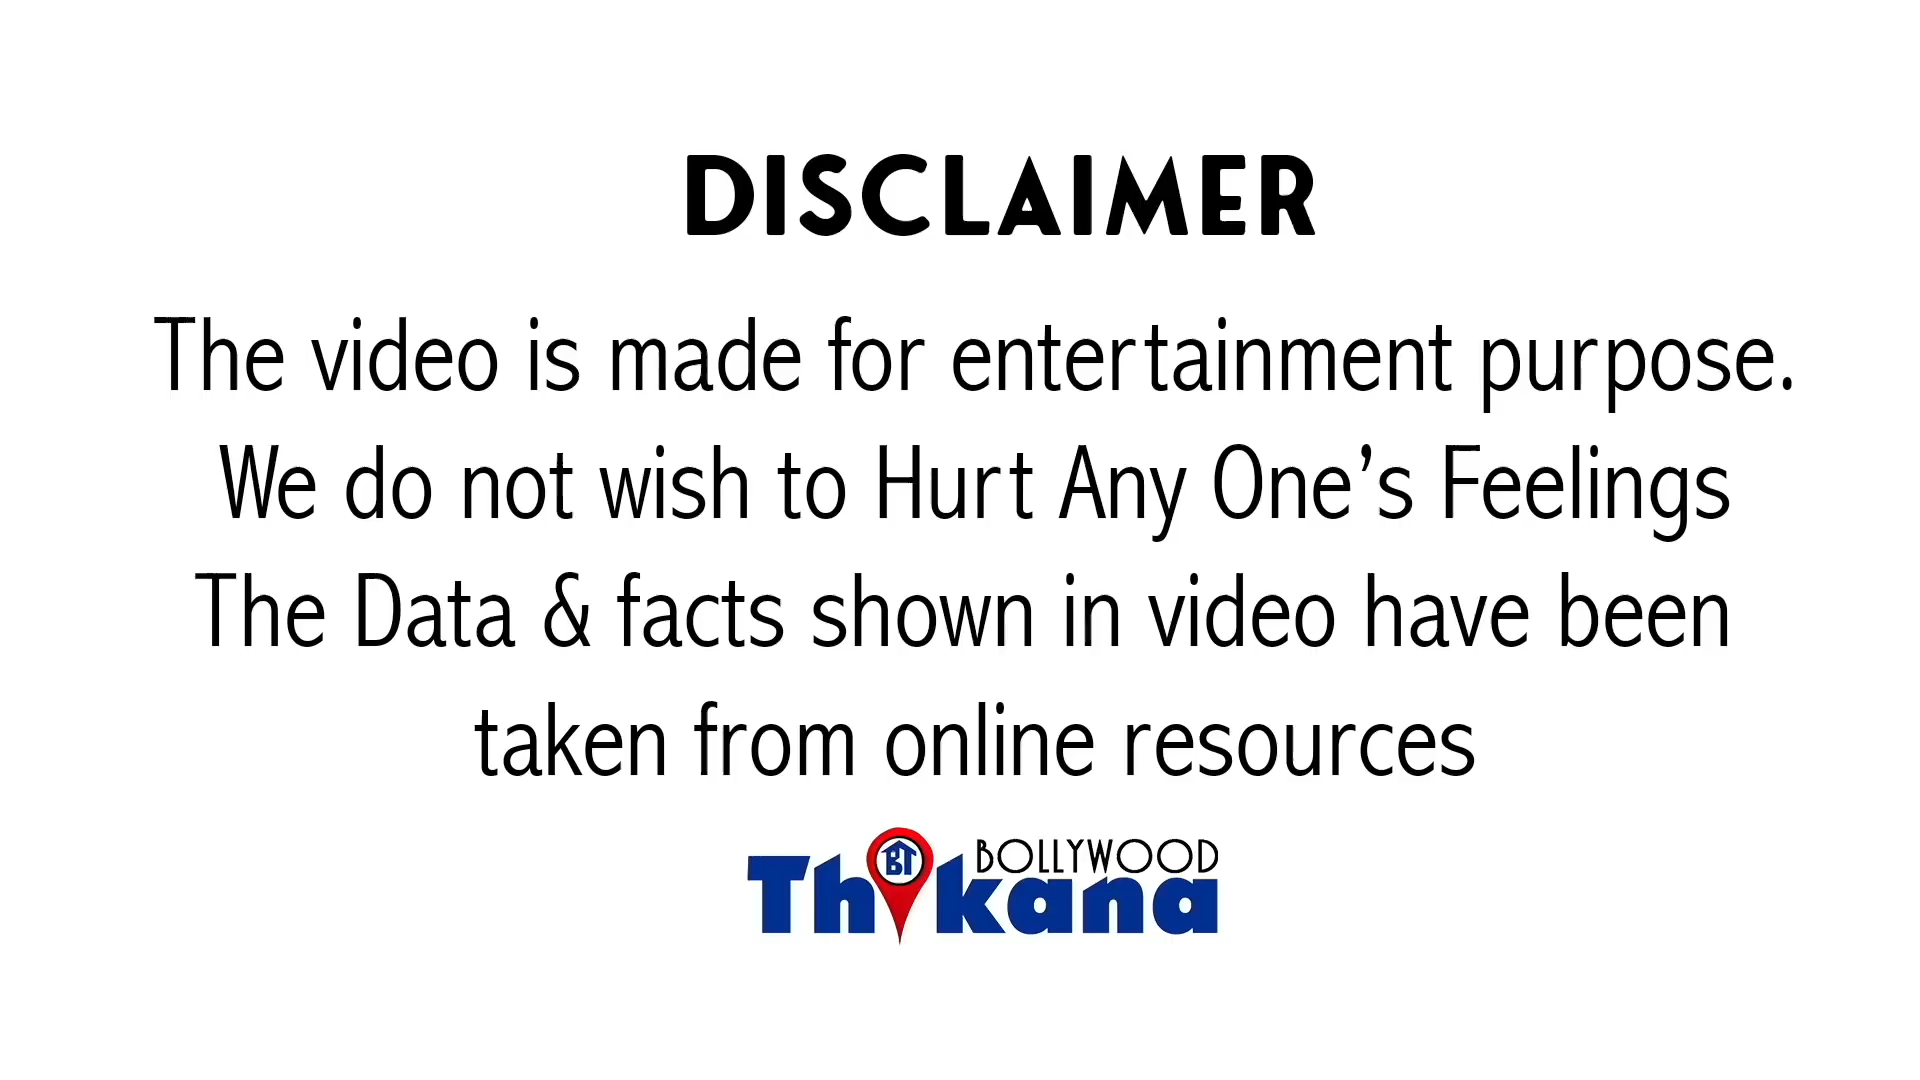 DISCLAIMER
The video is made for entertainment purpose.
We do not wish to Hurt Any One’s Feelings
The Data & facts shown in video have been
taken from online resources
BT BOLLYWOOD
Thikana